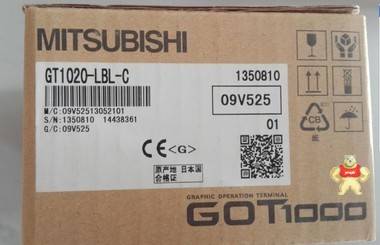 MITSUBISHI
GT1020-LBL-C
1350810
M/C:09V52513052101
S/N:1350810 14438361
G/C:09V525
09V525
01
CE<G>
原产地 日本国
合格证
GRAPHIC OPERATION TERMINAL
GOT1000